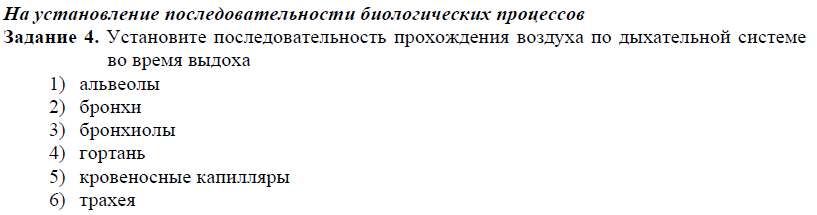 На установление последовательности биологических процессов
Задание 4. Установите последовательность прохождения воздуха по дыхательной системе
во время выдоха
1) альвеолы
2) бронхи
3) бронхиолы
4) гортань
5) кровеносные капилляры
6) трахея